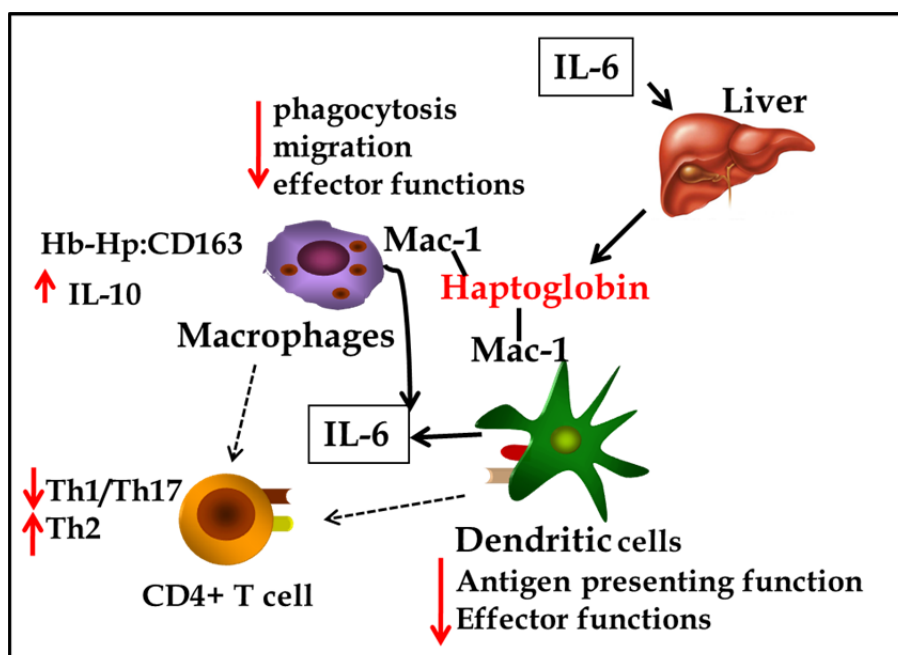 IL-6
Liver
phagocytosis
migration
effector functions
Hb-Hp:CD163
IL-10
Mac-1
Haptoglobin
Macrophages
Mac-1
IL-6
Th1/Th17
Th2
CD4+ T cell
Dendritic cells
Antigen presenting function
Effector functions